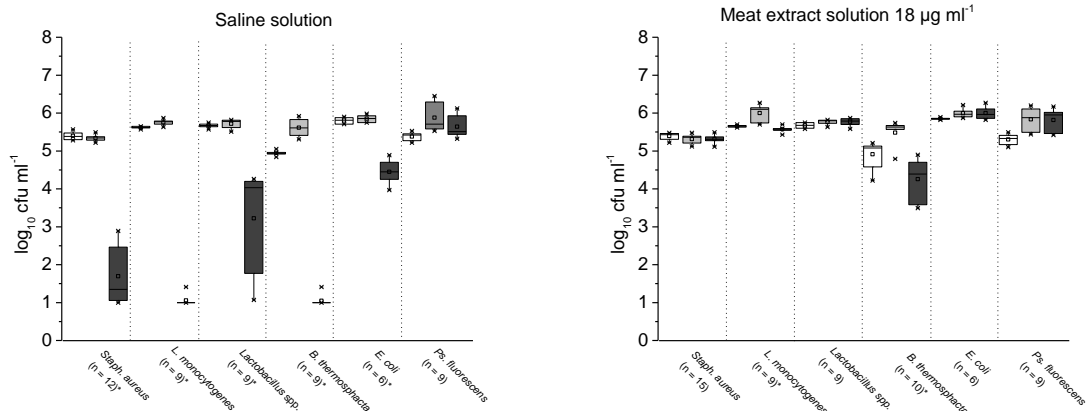 Saline solution
log10 cfu ml-1
8
7
6
5
4
3
2
1
0
Staph. aureus
(n = 12)*
L. monocytogenes
(n = 9)*
Lactobacillus spp.
(n = 9)*
B. thermosphacta
(n = 9)*
E. coli
(n = 6)*
Ps. fluorescens
(n = 9)
Meat extract solution 18 µg ml-1
log10 cfu ml-1
8
7
6
5
4
3
2
1
0
Staph. aureus
(n = 15)
L. monocytogenes
(n = 9)*
Lactobacillus spp.
(n = 9)
B. thermosphacta
(n = 10)*
E. coli
(n = 6)
Ps. fluorescens
(n = 9)